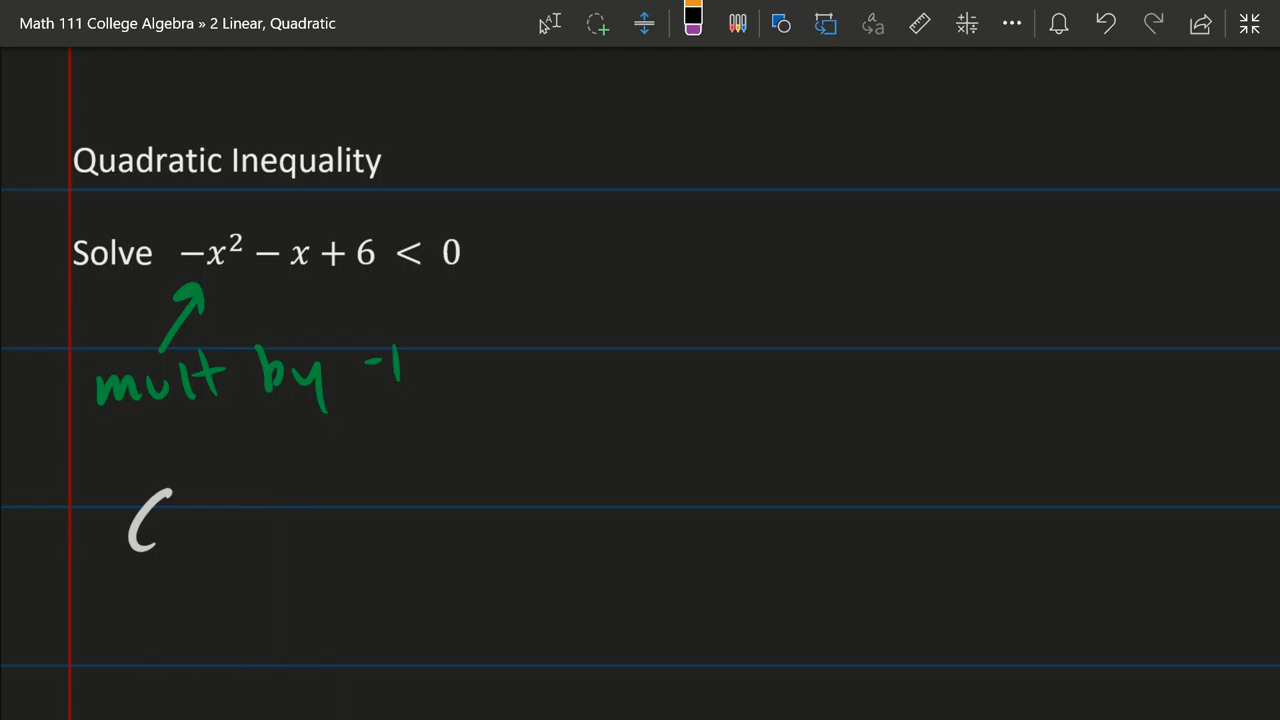 Math 111 College Algebra » 2 Linear, Quadratic
Quadratic Inequality
Solve −x² − x + 6 < 0
mult by -1
(